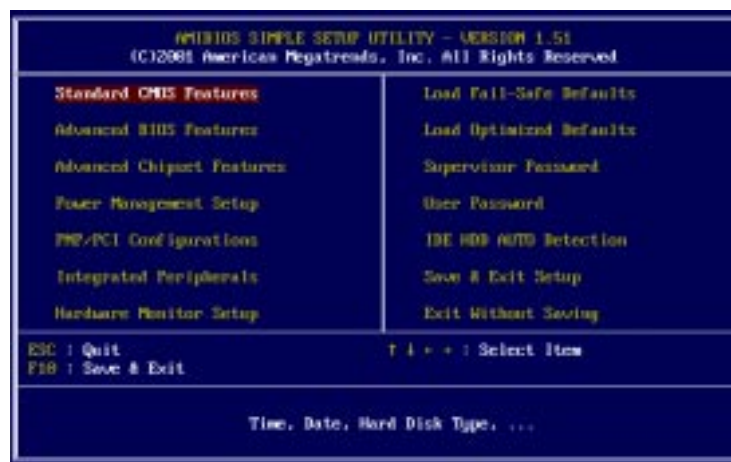 AMIBIOS SIMPLE SETUP UTILITY - VERSION 1.51
(C)2001 American Megatrends, Inc. All Rights Reserved
Standard CMOS Features
Advanced BIOS Features
Advanced Chipset Features
Power Management Setup
PNP/PCI Configurations
Integrated Peripherals
Hardware Monitor Setup
Load Fail-Safe Defaults
Load Optimized Defaults
Supervisor Password
User Password
IDE HDD AUTO Detection
Save & Exit Setup
Exit Without Saving
ESC : Quit
F10 : Save & Exit
↑ ↓ ← → : Select Item
Time, Date, Hard Disk Type, ...